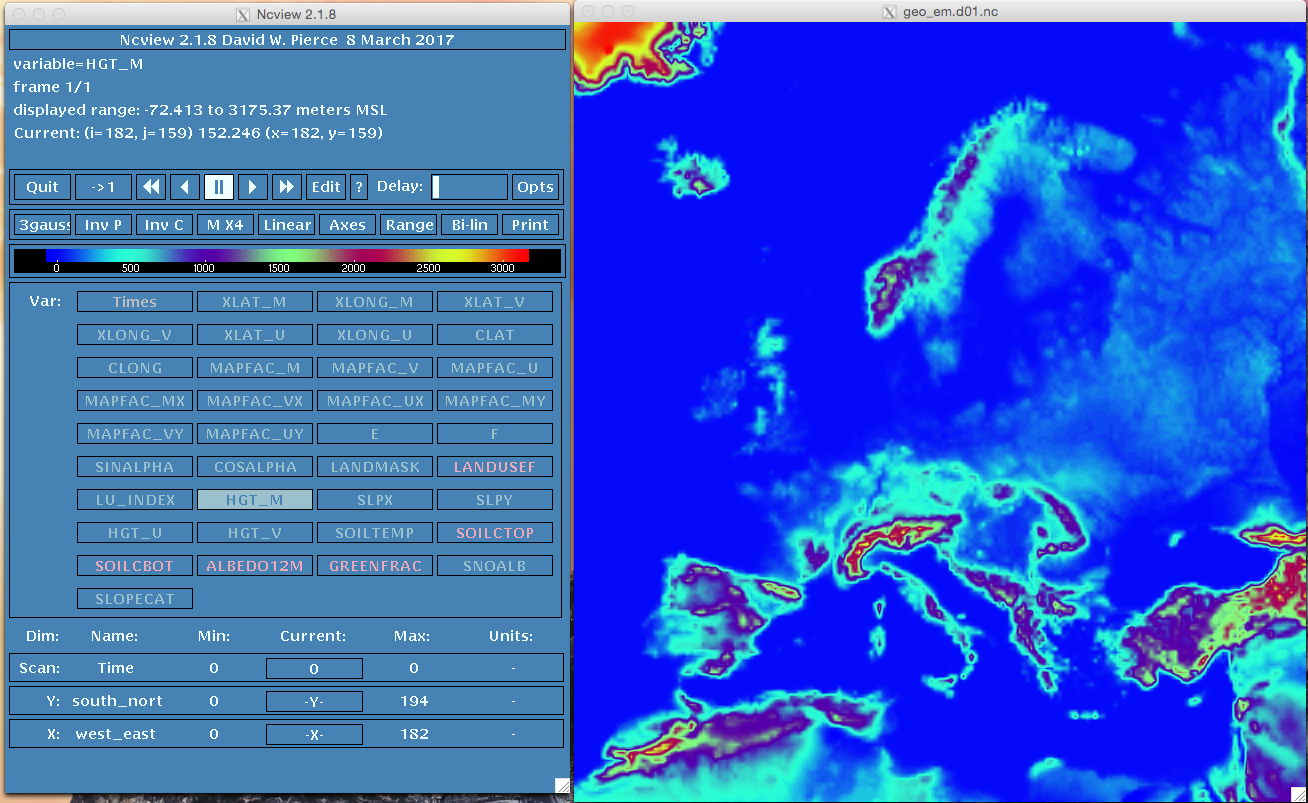 Ncview 2.1.8
Ncview 2.1.8 David W. Pierce  8 March 2017
variable=HGT_M
frame 1/1
displayed range: -72.413 to 3175.37 meters MSL
Current: (i=182, j=159) 152.246 (x=182, y=159)
Quit ->1 Edit ? Delay: Opts
3gauss Inv P Inv C M X4 Linear Axes Range Bi-lin Print
0 500 1000 1500 2000 2500 3000
Var: Times XLAT_M XLONG_M XLAT_V
XLONG_V XLAT_U XLONG_U CLAT
CLONG MAPFAC_M MAPFAC_V MAPFAC_U
MAPFAC_MX MAPFAC_VX MAPFAC_UX MAPFAC_MY
MAPFAC_VY MAPFAC_UY E F
SINALPHA COSALPHA LANDMASK LANDUSEF
LU_INDEX HGT_M SLPX SLPY
HGT_U HGT_V SOILTEMP SOILCTOP
SOILCBOT ALBEDO12M GREENFRAC SNOALB
SLOPECAT
Dim: Name: Min: Current: Max: Units:
Scan: Time 0 0 0 -
Y: south_nort 0 -Y- 194 -
X: west_east 0 -X- 182 -
geo_em.d01.nc